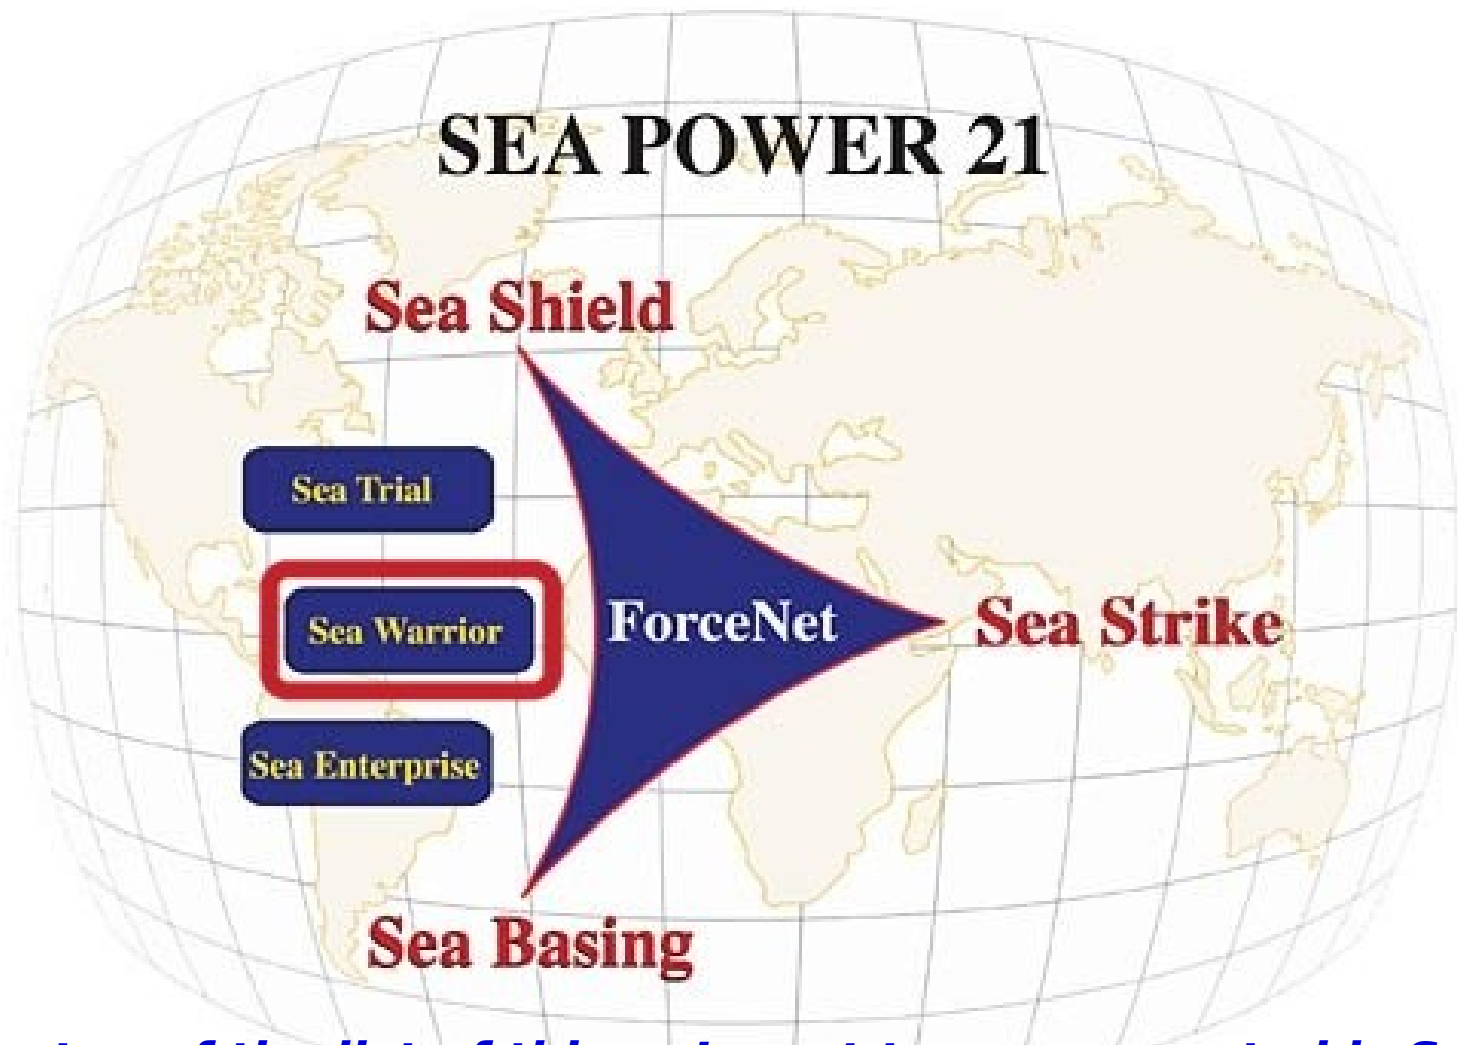 SEA POWER 21
Sea Shield
Sea Trial
Sea Warrior
ForceNet
Sea Strike
Sea Enterprise
Sea Basing